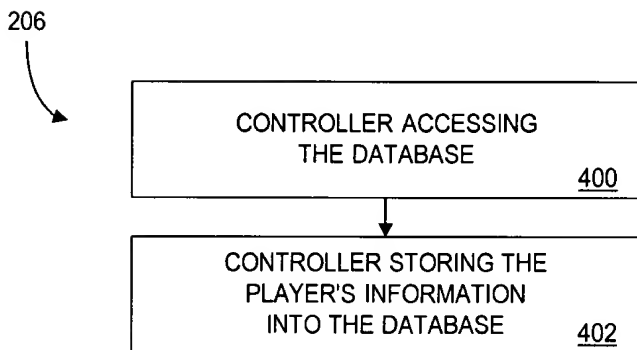 206
CONTROLLER ACCESSING
THE DATABASE
400
CONTROLLER STORING THE
PLAYER'S INFORMATION
INTO THE DATABASE
402